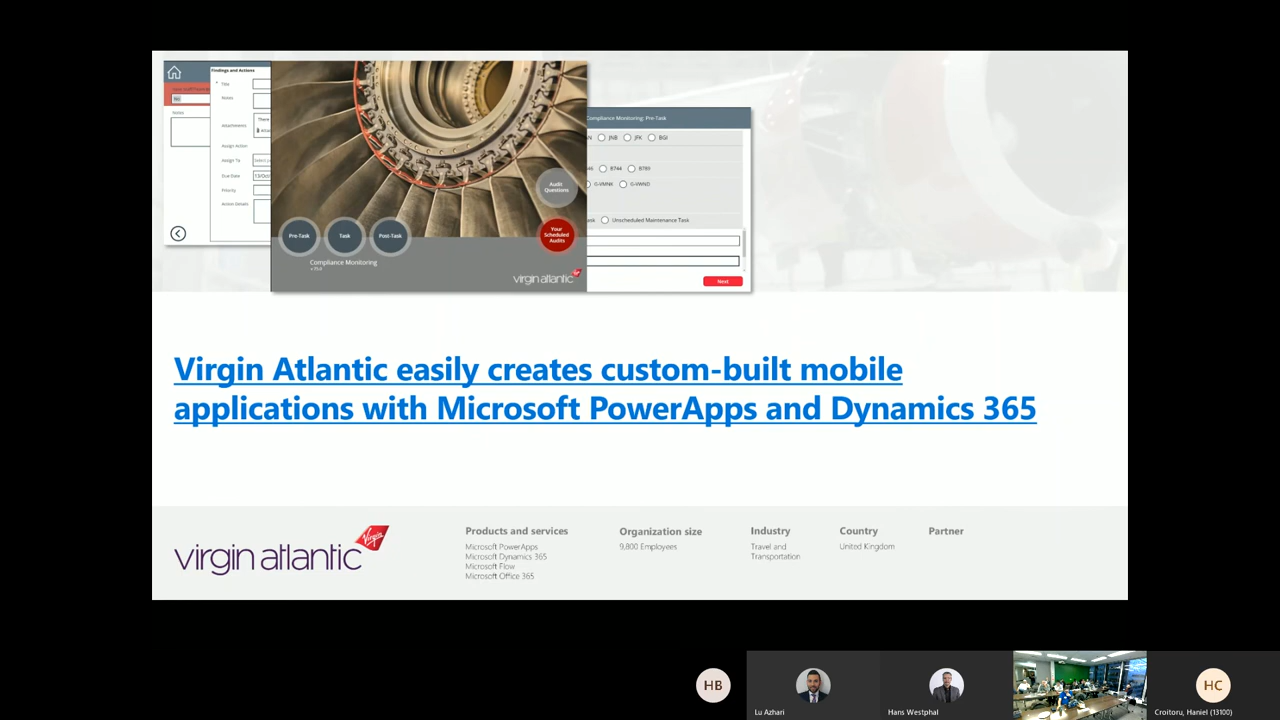 Findings and Actions
* Title
Notes
Notes
Attachments
There
Assign Action
Assign To
Due Date
13/Oct
Priority
Action Details
Audit
Questions
Pre-Task
Task
Post-Task
Your
Scheduled
Audits
Compliance Monitoring
virgin atlantic
Compliance Monitoring: Pre-Task
JNB
JFK
BGI
B744
B789
G-VMNK
G-VWND
Unscheduled Maintenance Task
Next
Virgin Atlantic easily creates custom-built mobile
applications with Microsoft PowerApps and Dynamics 365
virgin atlantic
Virgin
Products and services
Microsoft PowerApps
Microsoft Dynamics 365
Microsoft Flow
Microsoft Office 365
Organization size
9,800 Employees
Industry
Travel and
Transportation
Country
United Kingdom
Partner
HB
Lu Azhari
Hans Westphal
HC
Croitoru, Haniel (13100)